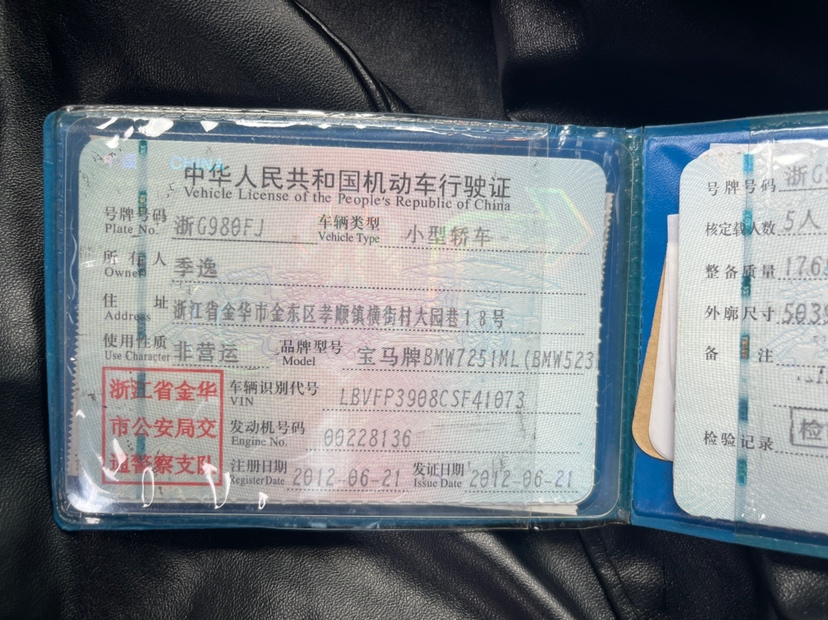 CHINA
中华人民共和国机动车行驶证
Vehicle License of the People's Republic of China
号牌号码 浙G980FJ 车辆类型 小型轿车
Plate No. Vehicle Type
所有人 季逸
Owner
住址 浙江省金华市金东区孝顺镇横街村大园巷18号
Address
使用性质 非营运 品牌型号 宝马牌BMW7251ML(BMW523
Use Character Model
浙江省金华
市公安局交
通警察支队
车辆识别代号 LBVFP3908CSF41073
VIN
发动机号码 00228136
Engine No.
注册日期 2012-06-21 发证日期 2012-06-21
Register Date Issue Date
号牌号码 浙G9
核定载人数 5人
整备质量 176
外廓尺寸 5039
备注
检验记录 检